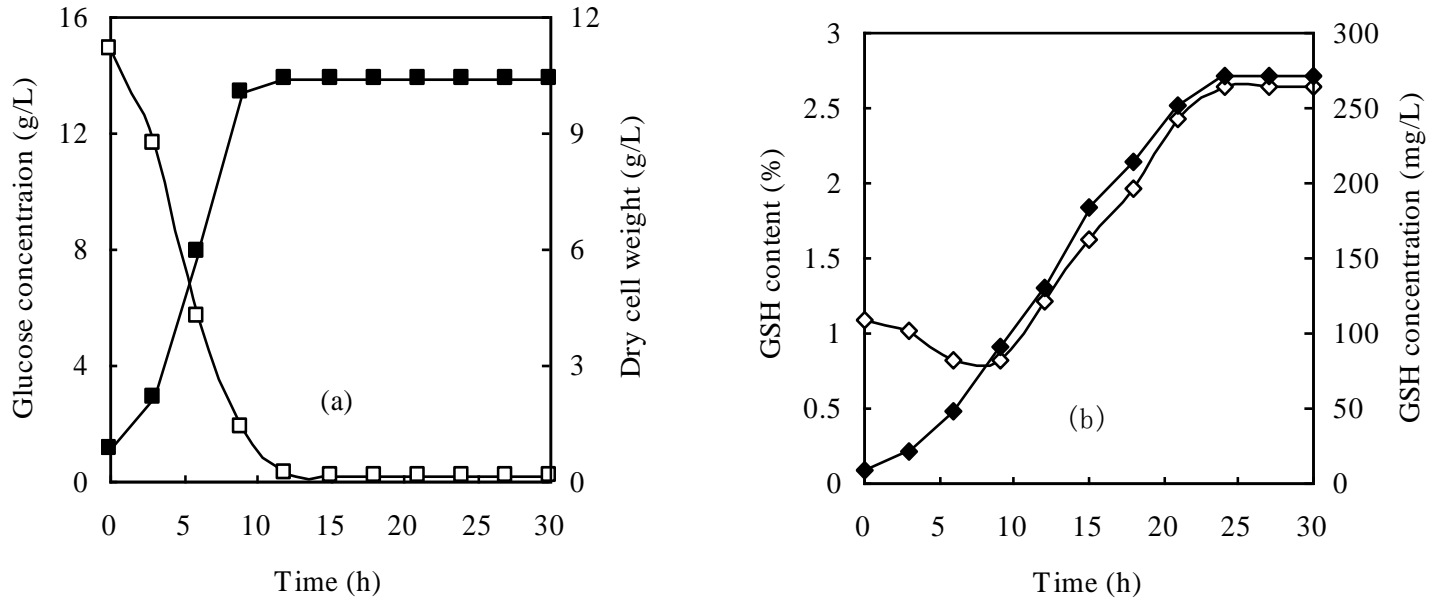 16
12
8
4
0
Glucose concentraion (g/L)
12
9
6
3
0
Dry cell weight (g/L)
(a)
0 5 10 15 20 25 30
Time (h)
3
2.5
2
1.5
1
0.5
0
GSH content (%)
300
250
200
150
100
50
0
GSH concentration (mg/L)
(b)
0 5 10 15 20 25 30
Time (h)